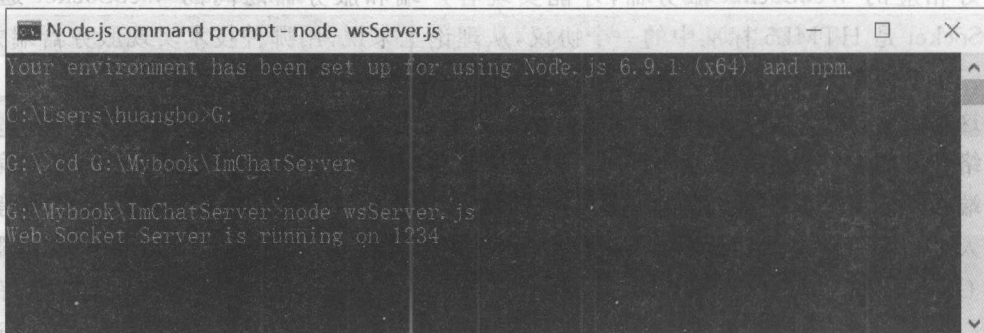 Node.js command prompt - node wsServer.js
Your environment has been set up for using Node.js 6.9.1 (x64) and npm.
C:\Users\huangbo>G:
G:\>cd G:\Mybook\ImChatServer
G:\Mybook\ImChatServer>node wsServer.js
Web Socket Server is running on 1234